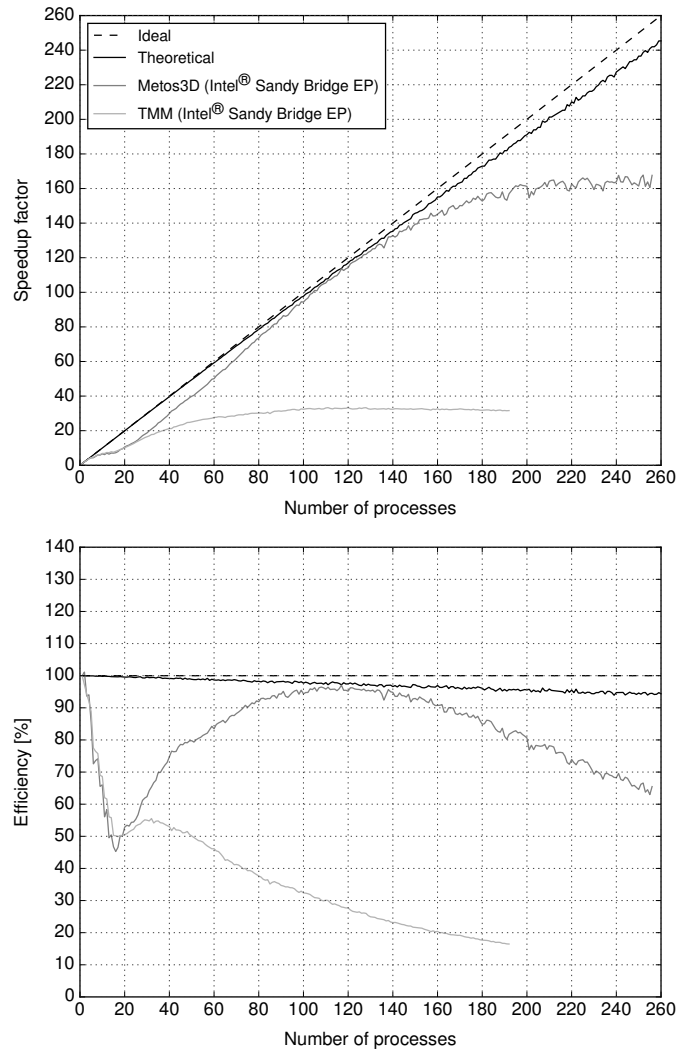 260
240
220
200
180
160
140
120
100
80
60
40
20
0
Speedup factor
Ideal
Theoretical
Metos3D (Intel® Sandy Bridge EP)
TMM (Intel® Sandy Bridge EP)
0 20 40 60 80 100 120 140 160 180 200 220 240 260
Number of processes
140
130
120
110
100
90
80
70
60
50
40
30
20
10
0
Efficiency [%]
0 20 40 60 80 100 120 140 160 180 200 220 240 260
Number of processes